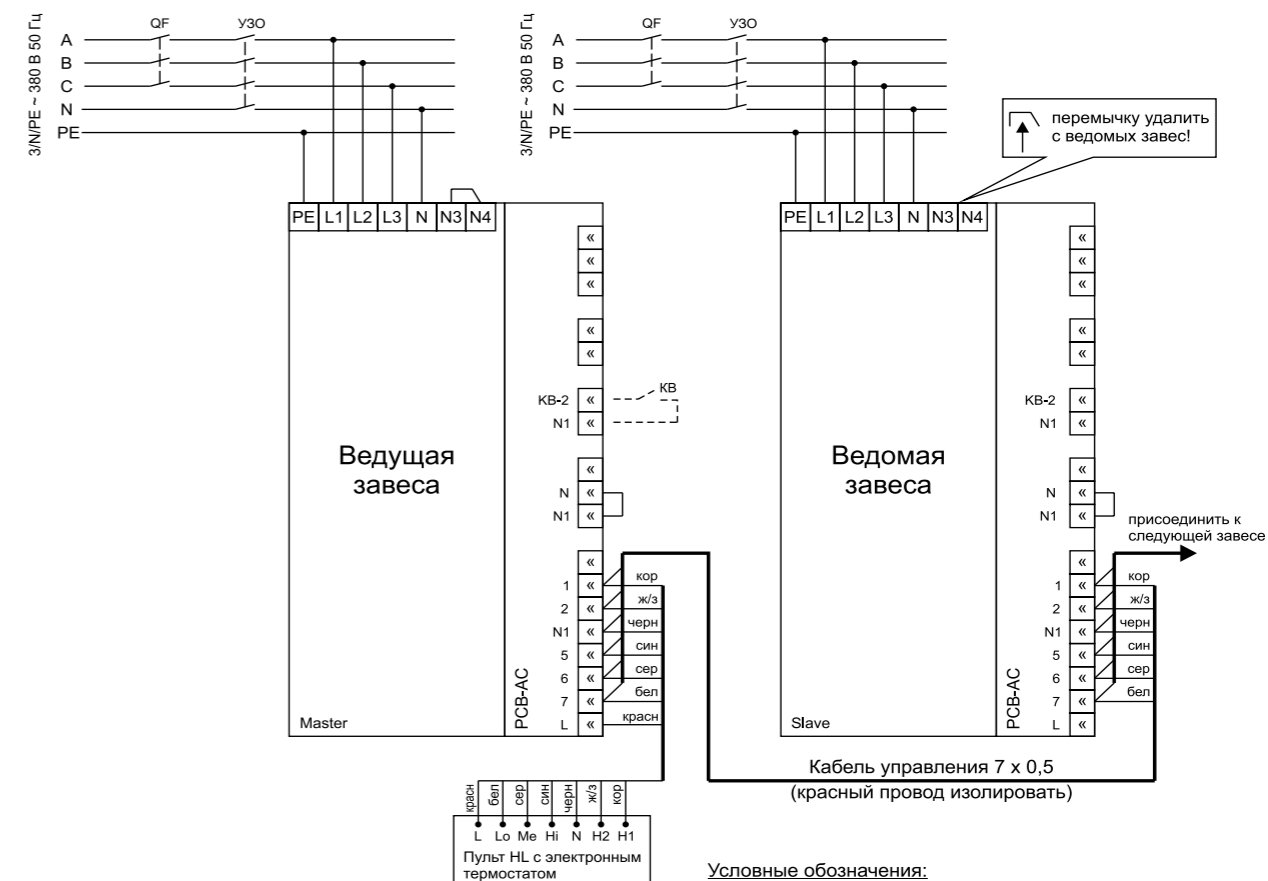 3/N/PE ~ 380 В 50 Гц
QF УЗО
A
B
C
N
PE
3/N/PE ~ 380 В 50 Гц
QF УЗО
A
B
C
N
PE
перемычку удалить
с ведомых завес!
PE L1 L2 L3 N N3 N4
«
«
«
«
«
КВ-2 « КВ
N1 «
Ведущая
завеса
«
N «
N1 «
«
1 « кор
2 « ж/з
N1 « черн
5 « син
6 « сер
7 « бел
L « красн
PCB-AC
Master
PE L1 L2 L3 N N3 N4
«
«
«
«
«
КВ-2 «
N1 «
Ведомая
завеса
«
N «
N1 «
присоединить к
следующей завесе
«
1 « кор
2 « ж/з
N1 « черн
5 « син
6 « сер
7 « бел
L «
PCB-AC
Slave
Кабель управления 7 x 0,5
(красный провод изолировать)
красн бел сер син черн ж/з кор
L Lo Me Hi N H2 H1
Пульт HL с электронным
термостатом
Условные обозначения: